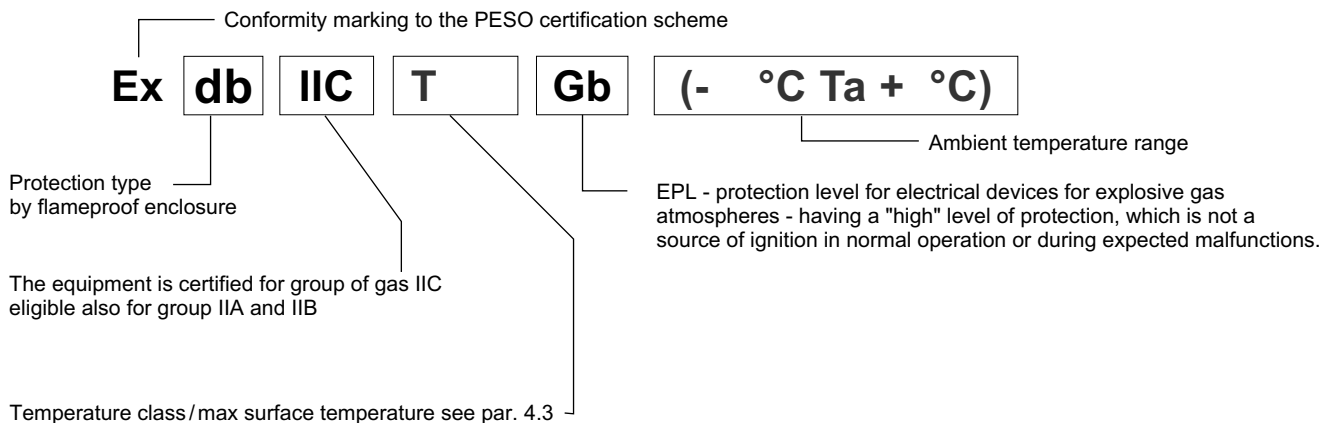 Conformity marking to the PESO certification scheme
Ex db IIC T Gb (- °C Ta + °C)
Ambient temperature range
Protection type
by flameproof enclosure
EPL - protection level for electrical devices for explosive gas
atmospheres - having a "high" level of protection, which is not a
source of ignition in normal operation or during expected malfunctions.
The equipment is certified for group of gas IIC
eligible also for group IIA and IIB
Temperature class/max surface temperature see par. 4.3